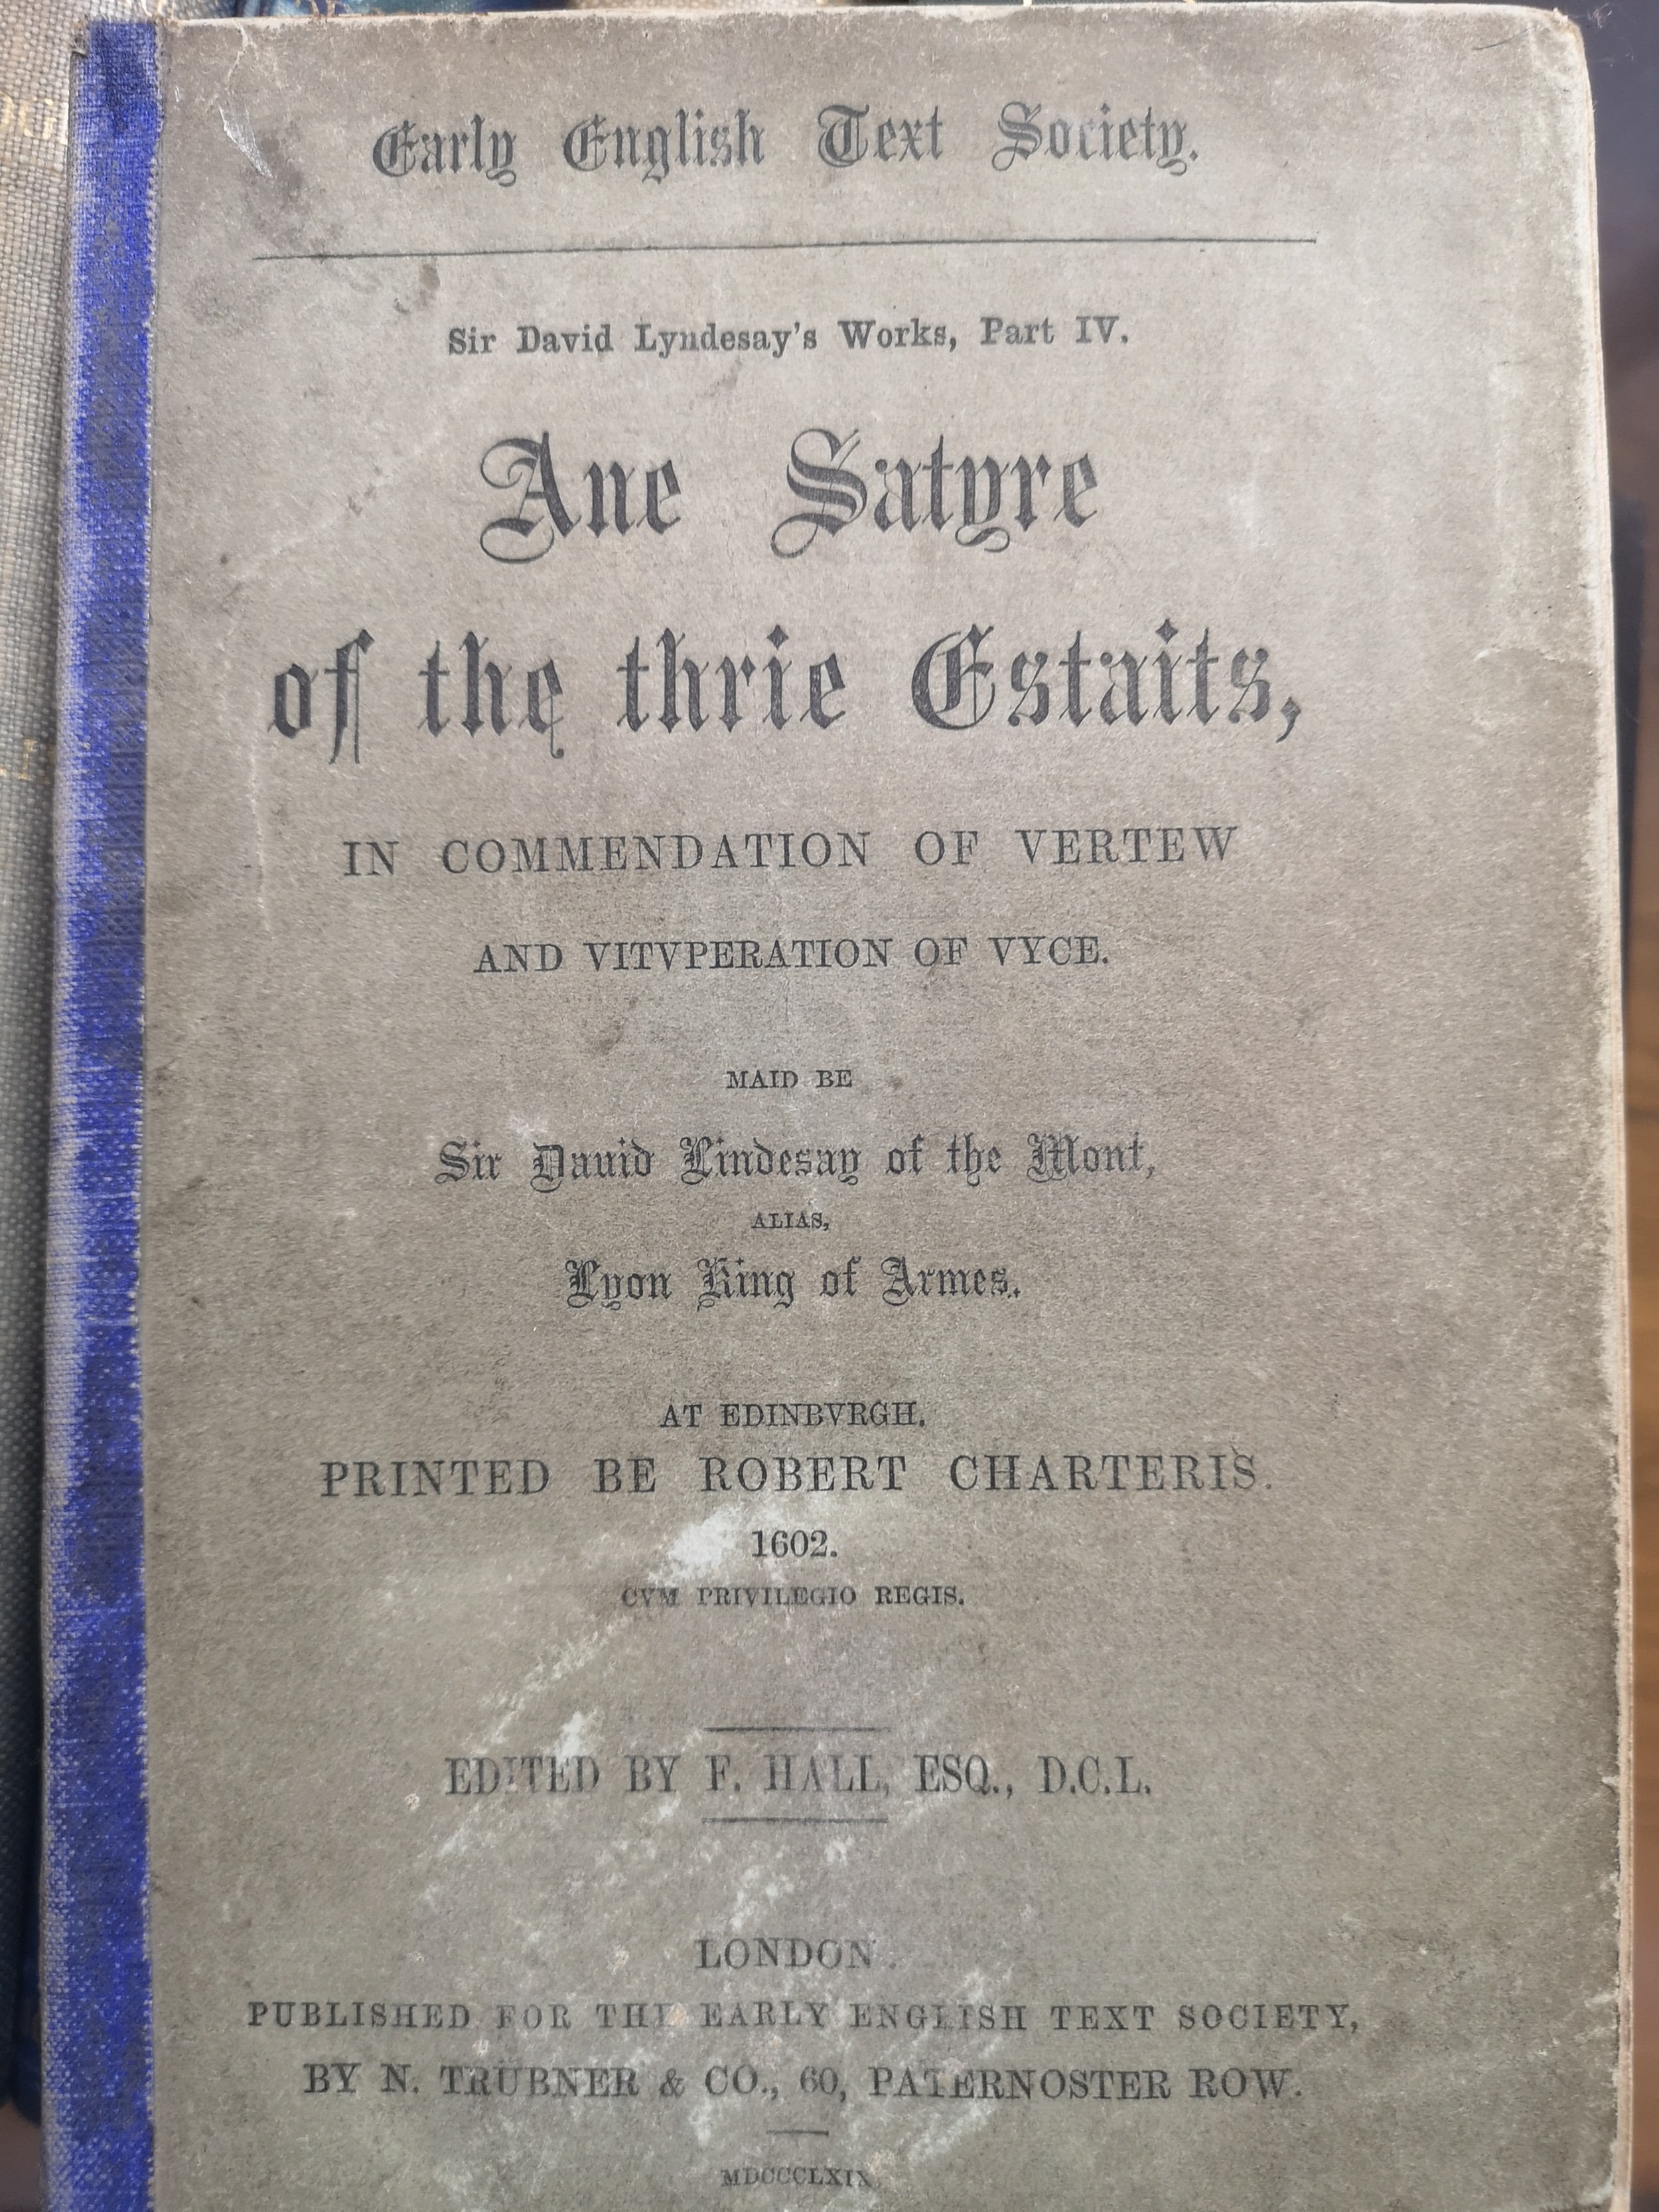 Early English Text Society.
Sir David Lyndesay's Works, Part IV.
Ane Satyre
of the thrie Estaits,
IN COMMENDATION OF VERTEW
AND VITVPERATION OF VYCE.
MAID BE
Sir Dauid Lindesay of the Mont,
ALIAS,
Lyon King of Armes.
AT EDINBVRGH.
PRINTED BE ROBERT CHARTERIS.
1602.
CVM PRIVILEGIO REGIS.
EDITED BY F. HALL, ESQ., D.C.L.
LONDON
PUBLISHED FOR THE EARLY ENGLISH TEXT SOCIETY,
BY N. TRÜBNER & CO., 60, PATERNOSTER ROW.
MDCCCLXIX.